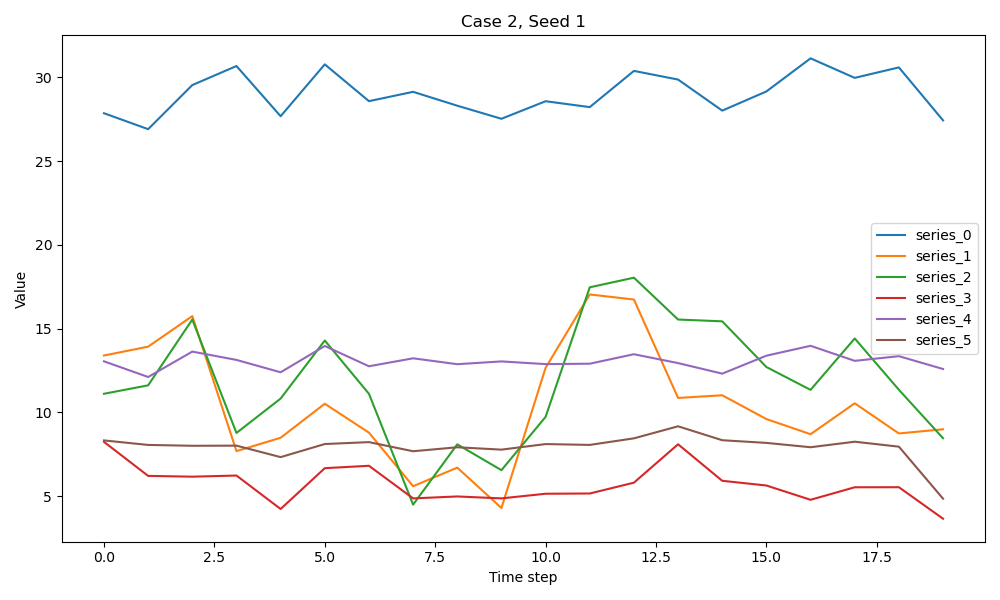 Case 2, Seed 1
Value
30
25
20
15
10
5
series_0
series_1
series_2
series_3
series_4
series_5
0.0 2.5 5.0 7.5 10.0 12.5 15.0 17.5
Time step